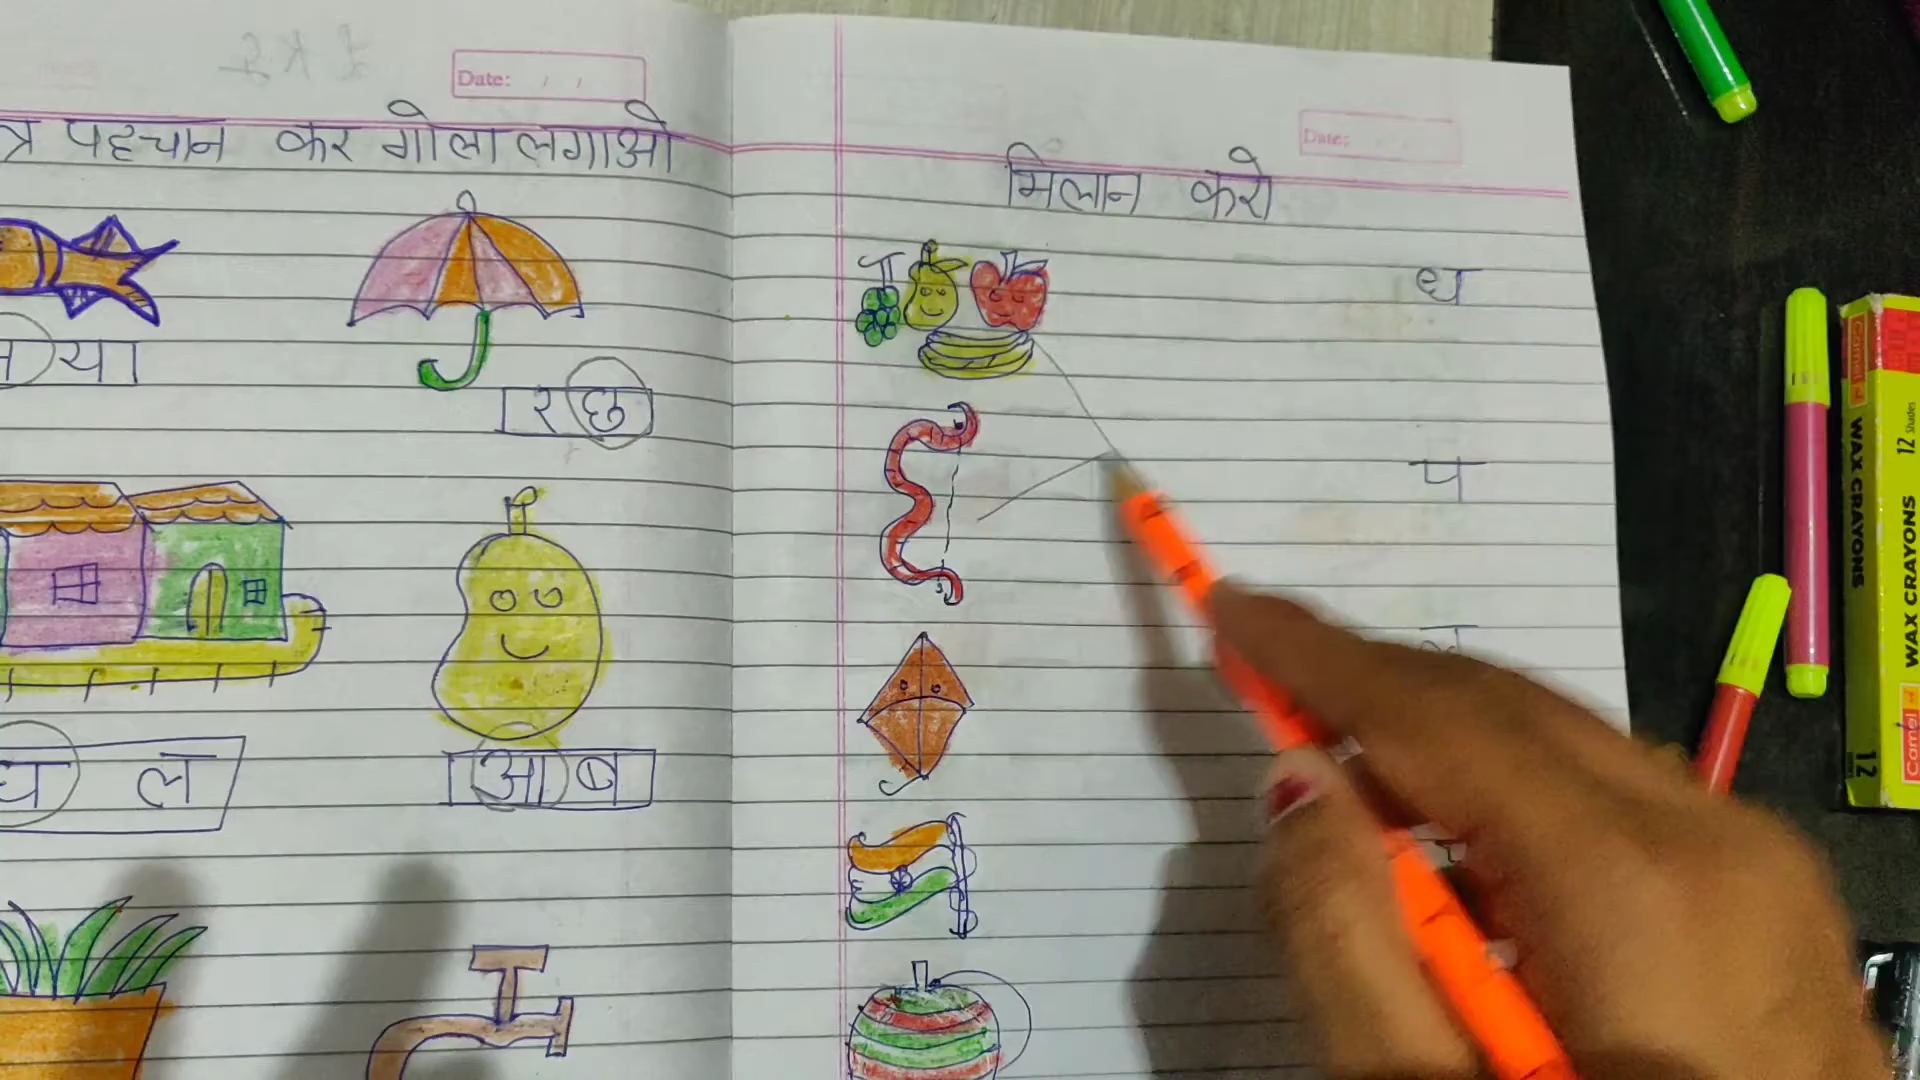 Date:
त्र पहचान कर गोला लगाओ
या
र छ
घ ल
आ ब
Date:
मिलान करो
ध
प
Camel
WAX CRAYONS
12 Shades
WAX CRAYONS
12
Camel